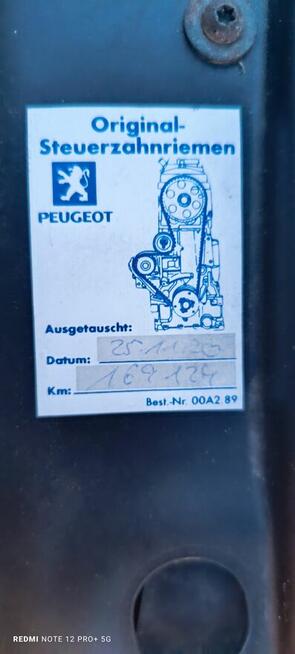 Original-
Steuerzahnriemen
PEUGEOT
Ausgetauscht:
Datum:
Km: 169 124
Best.-Nr. 00A2 89
REDMI NOTE 12 PRO+ 5G